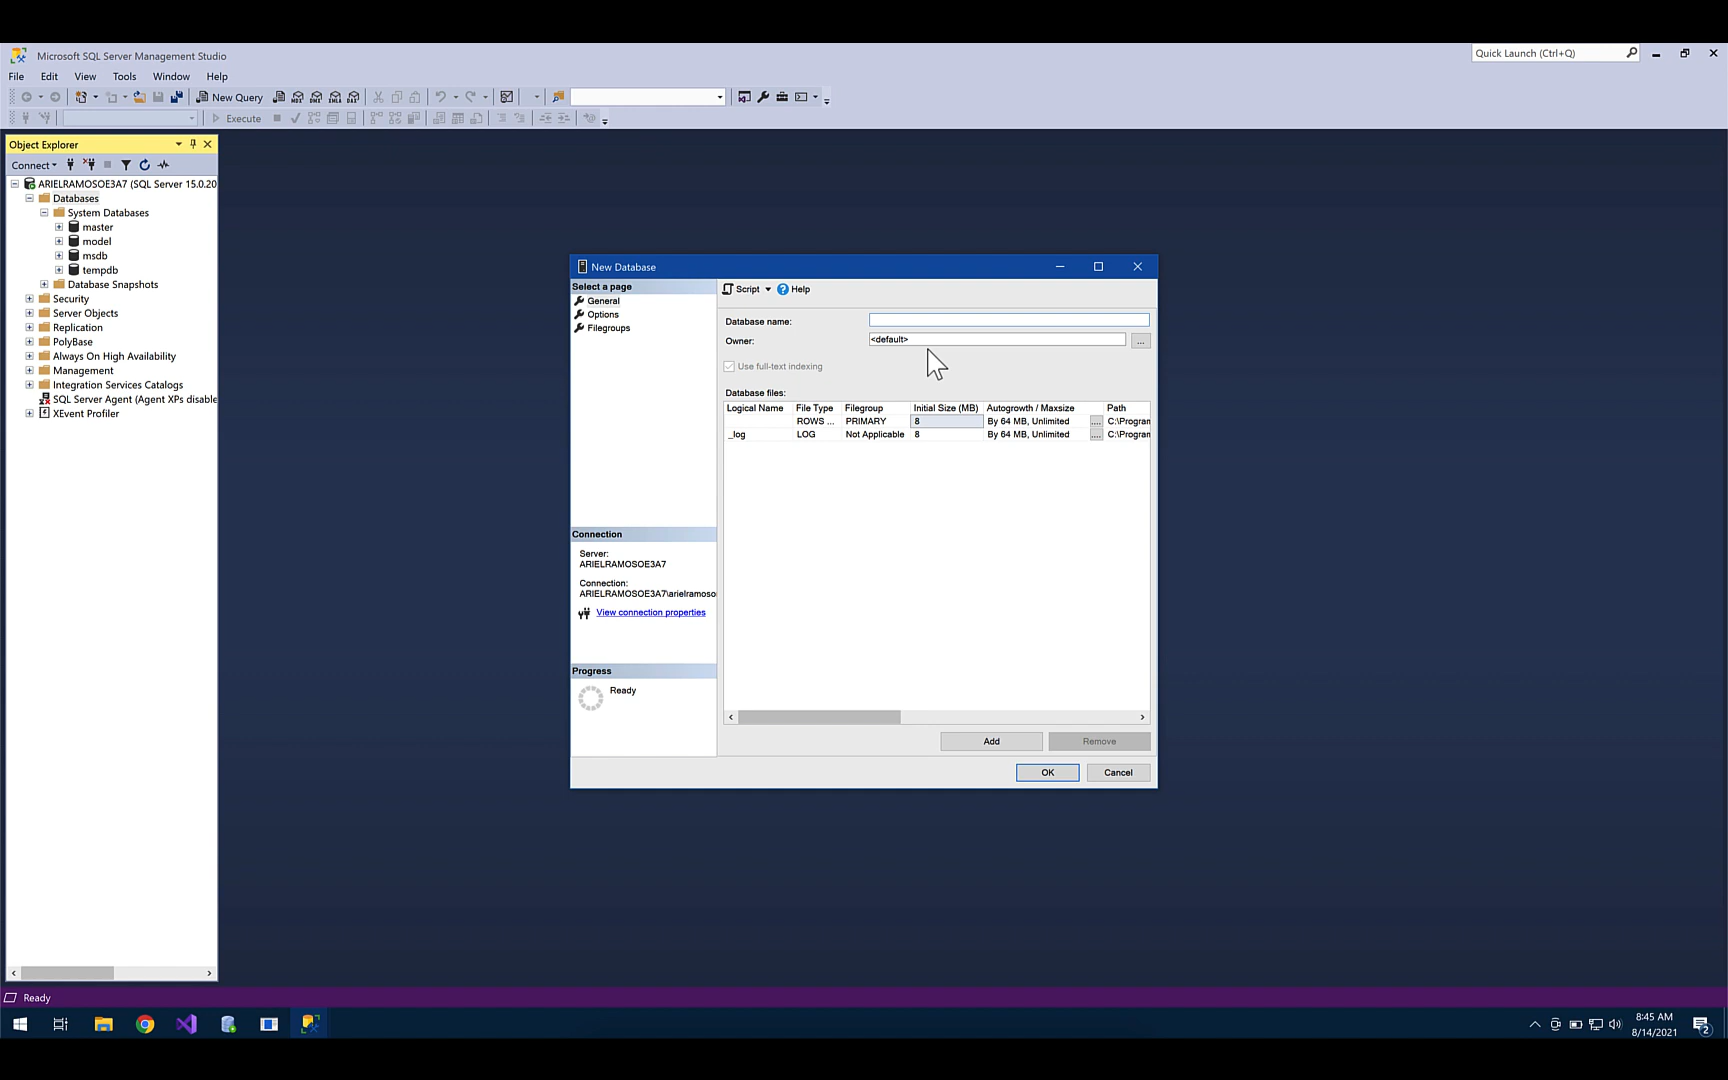 Microsoft SQL Server Management Studio
Quick Launch (Ctrl+Q)
File Edit View Tools Window Help
New Query
Execute
Object Explorer
Connect
ARIELRAMOSOE3A7 (SQL Server 15.0.20
Databases
System Databases
master
model
msdb
tempdb
Database Snapshots
Security
Server Objects
Replication
PolyBase
Always On High Availability
Management
Integration Services Catalogs
SQL Server Agent (Agent XPs disable
XEvent Profiler
New Database
Select a page
General
Options
Filegroups
Script Help
Database name:
Owner: <default> ...
Use full-text indexing
Database files:
Logical Name File Type Filegroup Initial Size (MB) Autogrowth / Maxsize Path
ROWS ... PRIMARY 8 By 64 MB, Unlimited ... C:\Program
_log LOG Not Applicable 8 By 64 MB, Unlimited ... C:\Program
Connection
Server:
ARIELRAMOSOE3A7
Connection:
ARIELRAMOSOE3A7\arielramoso
View connection properties
Progress
Ready
Add Remove
OK Cancel
Ready
8:45 AM
8/14/2021
2